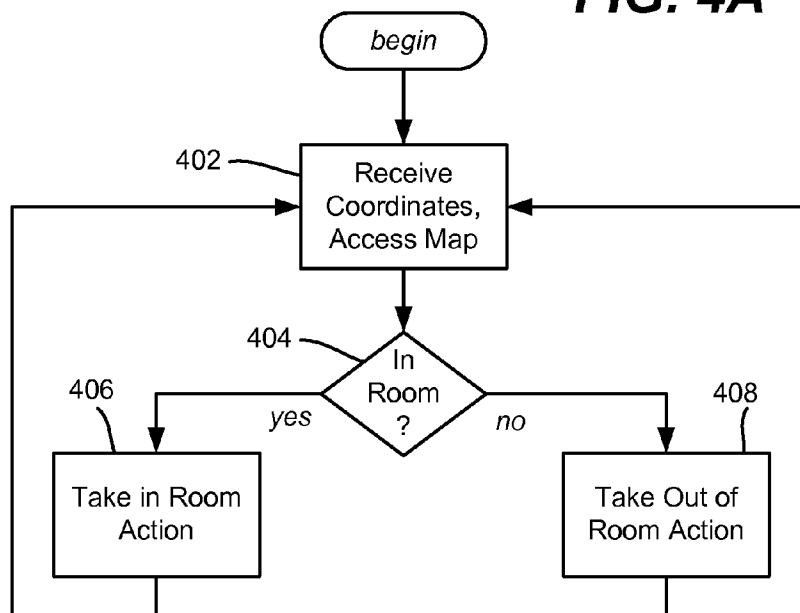 FIG. 4A
begin
402
Receive
Coordinates,
Access Map
404
In
Room
?
406
yes
no
408
Take in Room
Action
Take Out of
Room Action